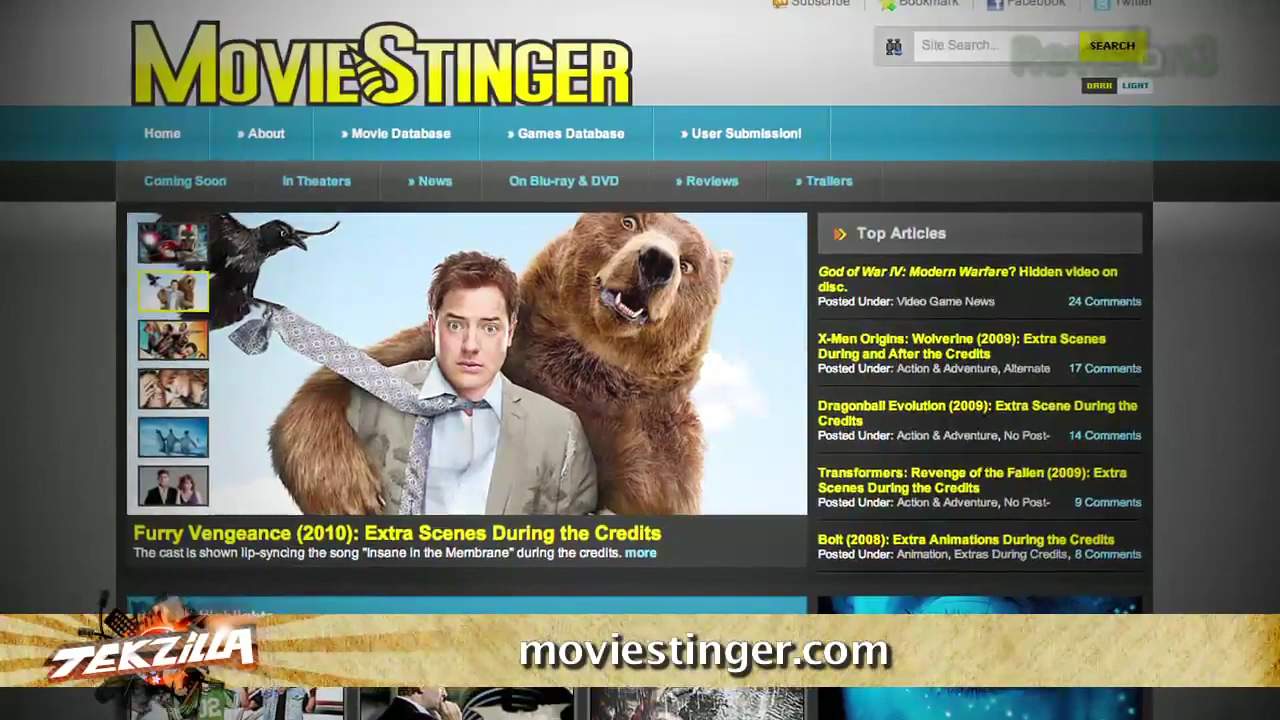 Subscribe Bookmark Facebook Twitter
MOVIESTINGER
Site Search... SEARCH
DARK LIGHT
Home » About » Movie Database » Games Database » User Submission!
Coming Soon In Theaters » News On Blu-ray & DVD » Reviews » Trailers
Top Articles
God of War IV: Modern Warfare? Hidden video on
disc.
Posted Under: Video Game News 24 Comments
X-Men Origins: Wolverine (2009): Extra Scenes
During and After the Credits
Posted Under: Action & Adventure, Alternate 17 Comments
Dragonball Evolution (2009): Extra Scene During the
Credits
Posted Under: Action & Adventure, No Post- 14 Comments
Transformers: Revenge of the Fallen (2009): Extra
Scenes During the Credits
Posted Under: Action & Adventure, No Post- 9 Comments
Bolt (2008): Extra Animations During the Credits
Posted Under: Animation, Extras During Credits, 8 Comments
Furry Vengeance (2010): Extra Scenes During the Credits
The cast is shown lip-syncing the song "Insane in the Membrane" during the credits. more
TEKZILLA
moviestinger.com